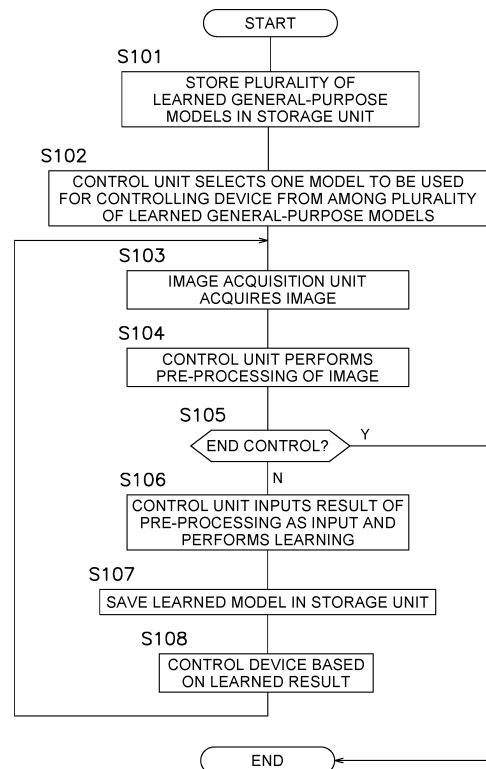 START
S101
STORE PLURALITY OF
LEARNED GENERAL-PURPOSE
MODELS IN STORAGE UNIT
S102
CONTROL UNIT SELECTS ONE MODEL TO BE USED
FOR CONTROLLING DEVICE FROM AMONG PLURALITY
OF LEARNED GENERAL-PURPOSE MODELS
S103
IMAGE ACQUISITION UNIT
ACQUIRES IMAGE
S104
CONTROL UNIT PERFORMS
PRE-PROCESSING OF IMAGE
S105
END CONTROL?
Y
N
S106
CONTROL UNIT INPUTS RESULT OF
PRE-PROCESSING AS INPUT AND
PERFORMS LEARNING
S107
SAVE LEARNED MODEL IN STORAGE UNIT
S108
CONTROL DEVICE BASED
ON LEARNED RESULT
END